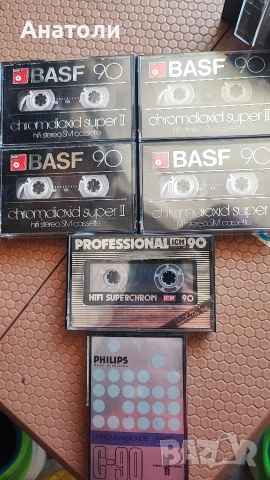 Анатоли
BASF 90
chromdioxid super II
hifi stereo SM cassette
BASF 90
chromdioxid super II
hifi stereo SM cassette
BASF 90
chromdioxid super II
hifi stereo SM cassette
BASF 90
chromdioxid super II
hifi stereo SM cassette
PROFESSIONAL ICM 90
HIFI SUPERCHROM ICM 90
PHILIPS
C-90
BAZAR